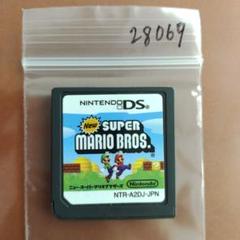 28069
NINTENDO DS
New
SUPER
MARIO BROS.
ニュー・スーパーマリオブラザーズ
Nintendo
NTR-A2DJ-JPN